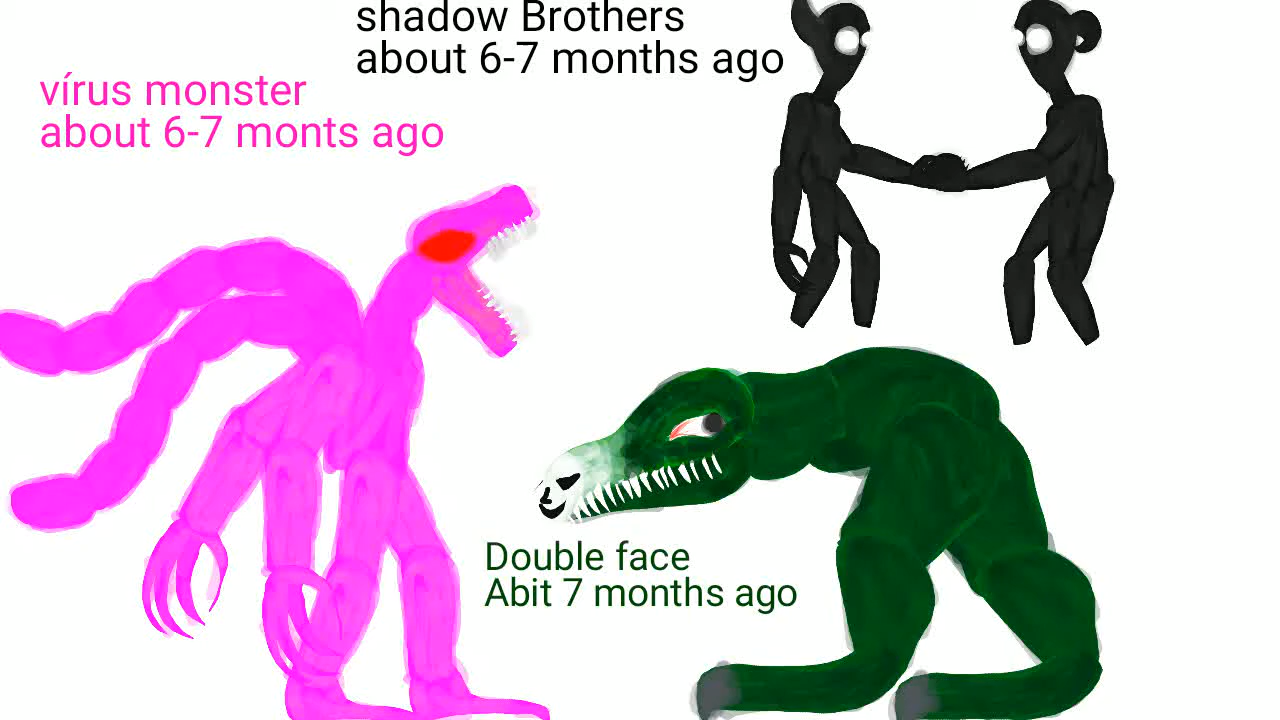 shadow Brothers
about 6-7 months ago
vírus monster
about 6-7 monts ago
Double face
Abit 7 months ago